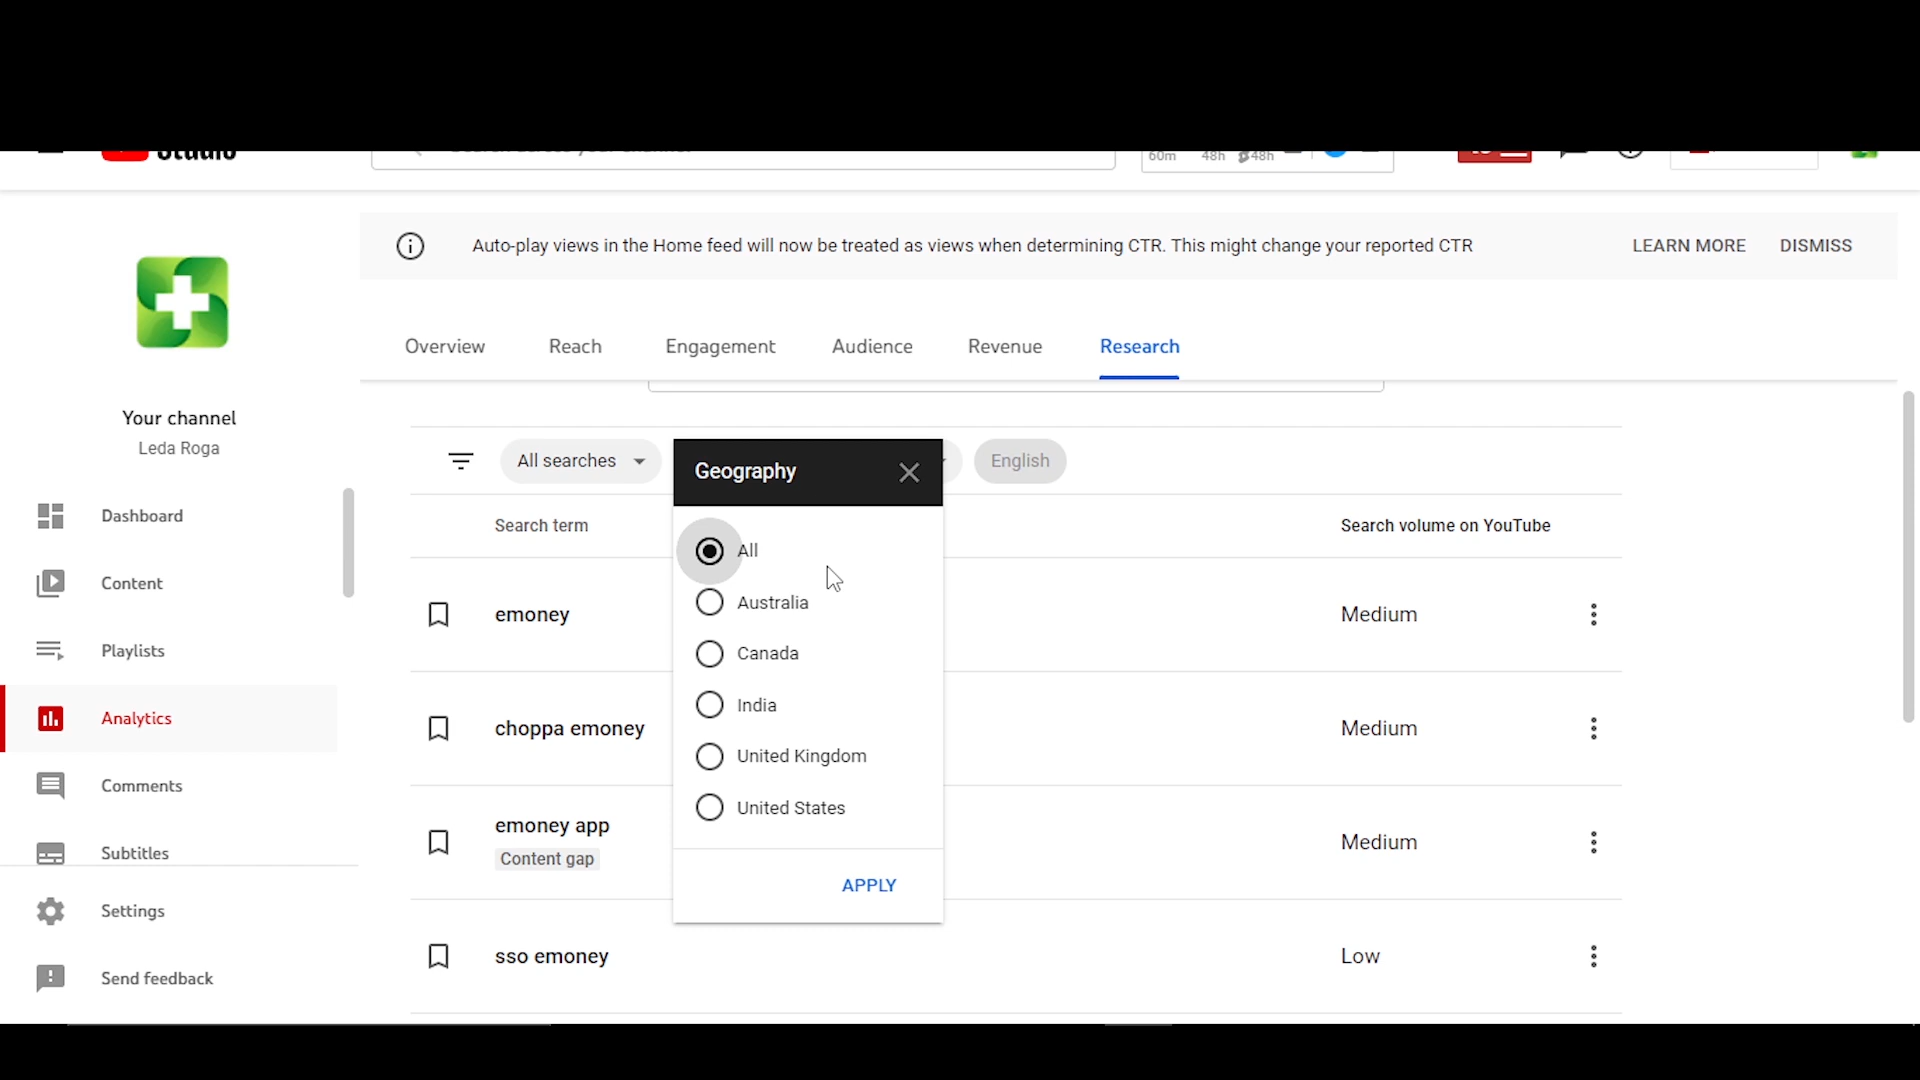 Studio
60m 48h 48h
Auto-play views in the Home feed will now be treated as views when determining CTR. This might change your reported CTR
LEARN MORE
DISMISS
Overview
Reach
Engagement
Audience
Revenue
Research
Your channel
Leda Roga
Dashboard
Content
Playlists
Analytics
Comments
Subtitles
Settings
Send feedback
All searches
English
Search term
Search volume on YouTube
emoney
Medium
choppa emoney
Medium
emoney app
Content gap
Medium
sso emoney
Low
Geography
All
Australia
Canada
India
United Kingdom
United States
APPLY